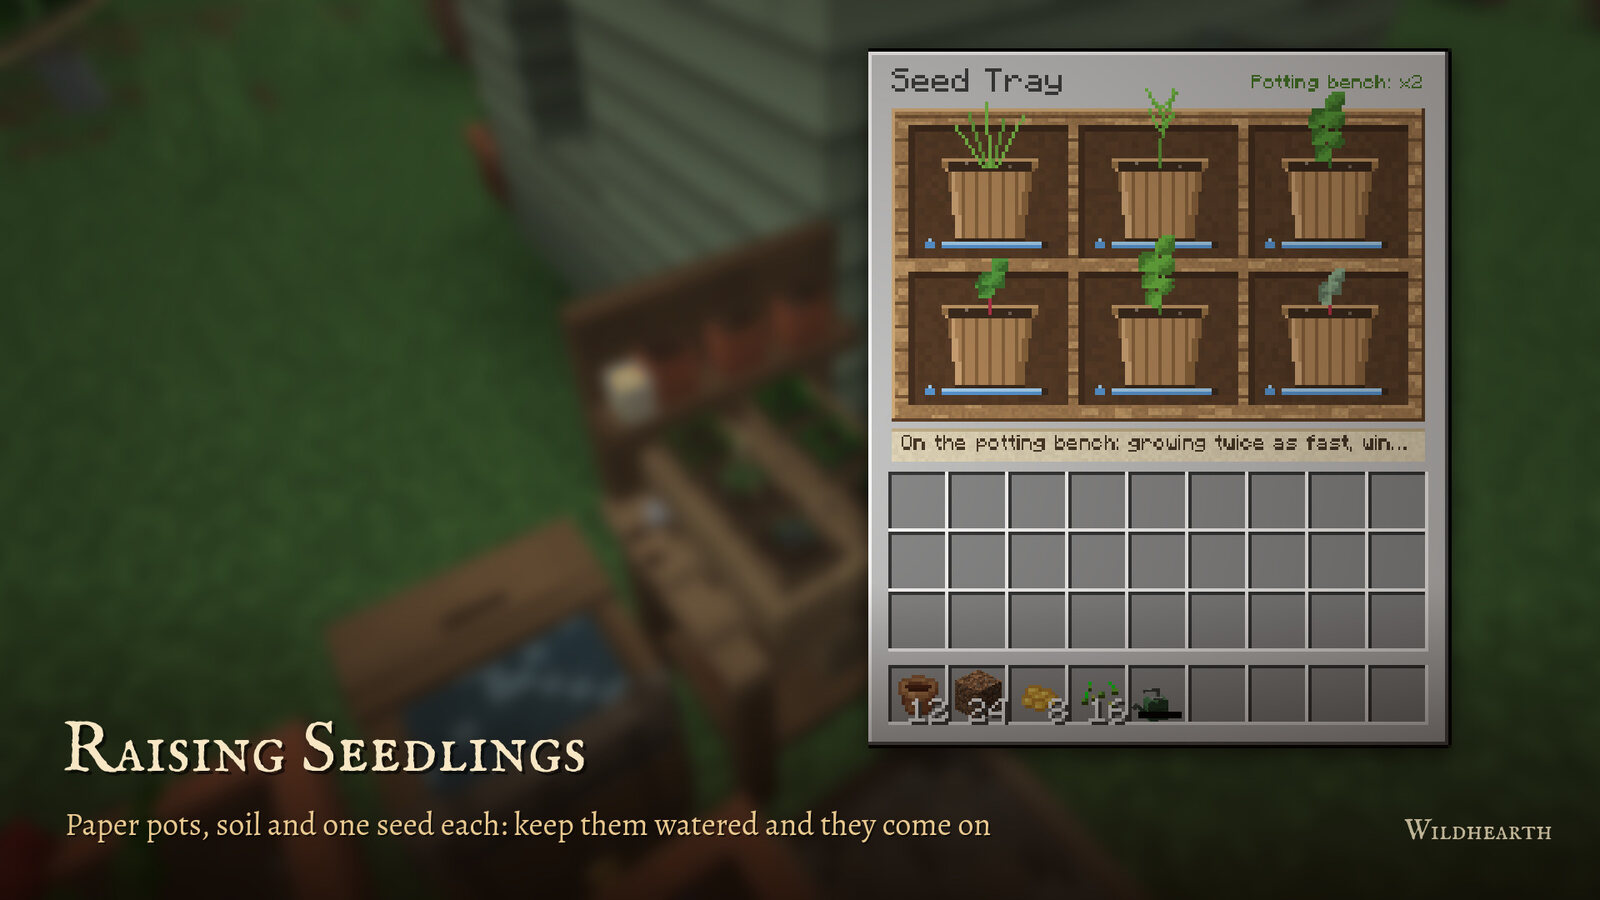 Seed Tray
Potting bench: x2
On the potting bench: growing twice as fast, win...
12
24
8
16
Raising Seedlings
Paper pots, soil and one seed each: keep them watered and they come on
Wildhearth